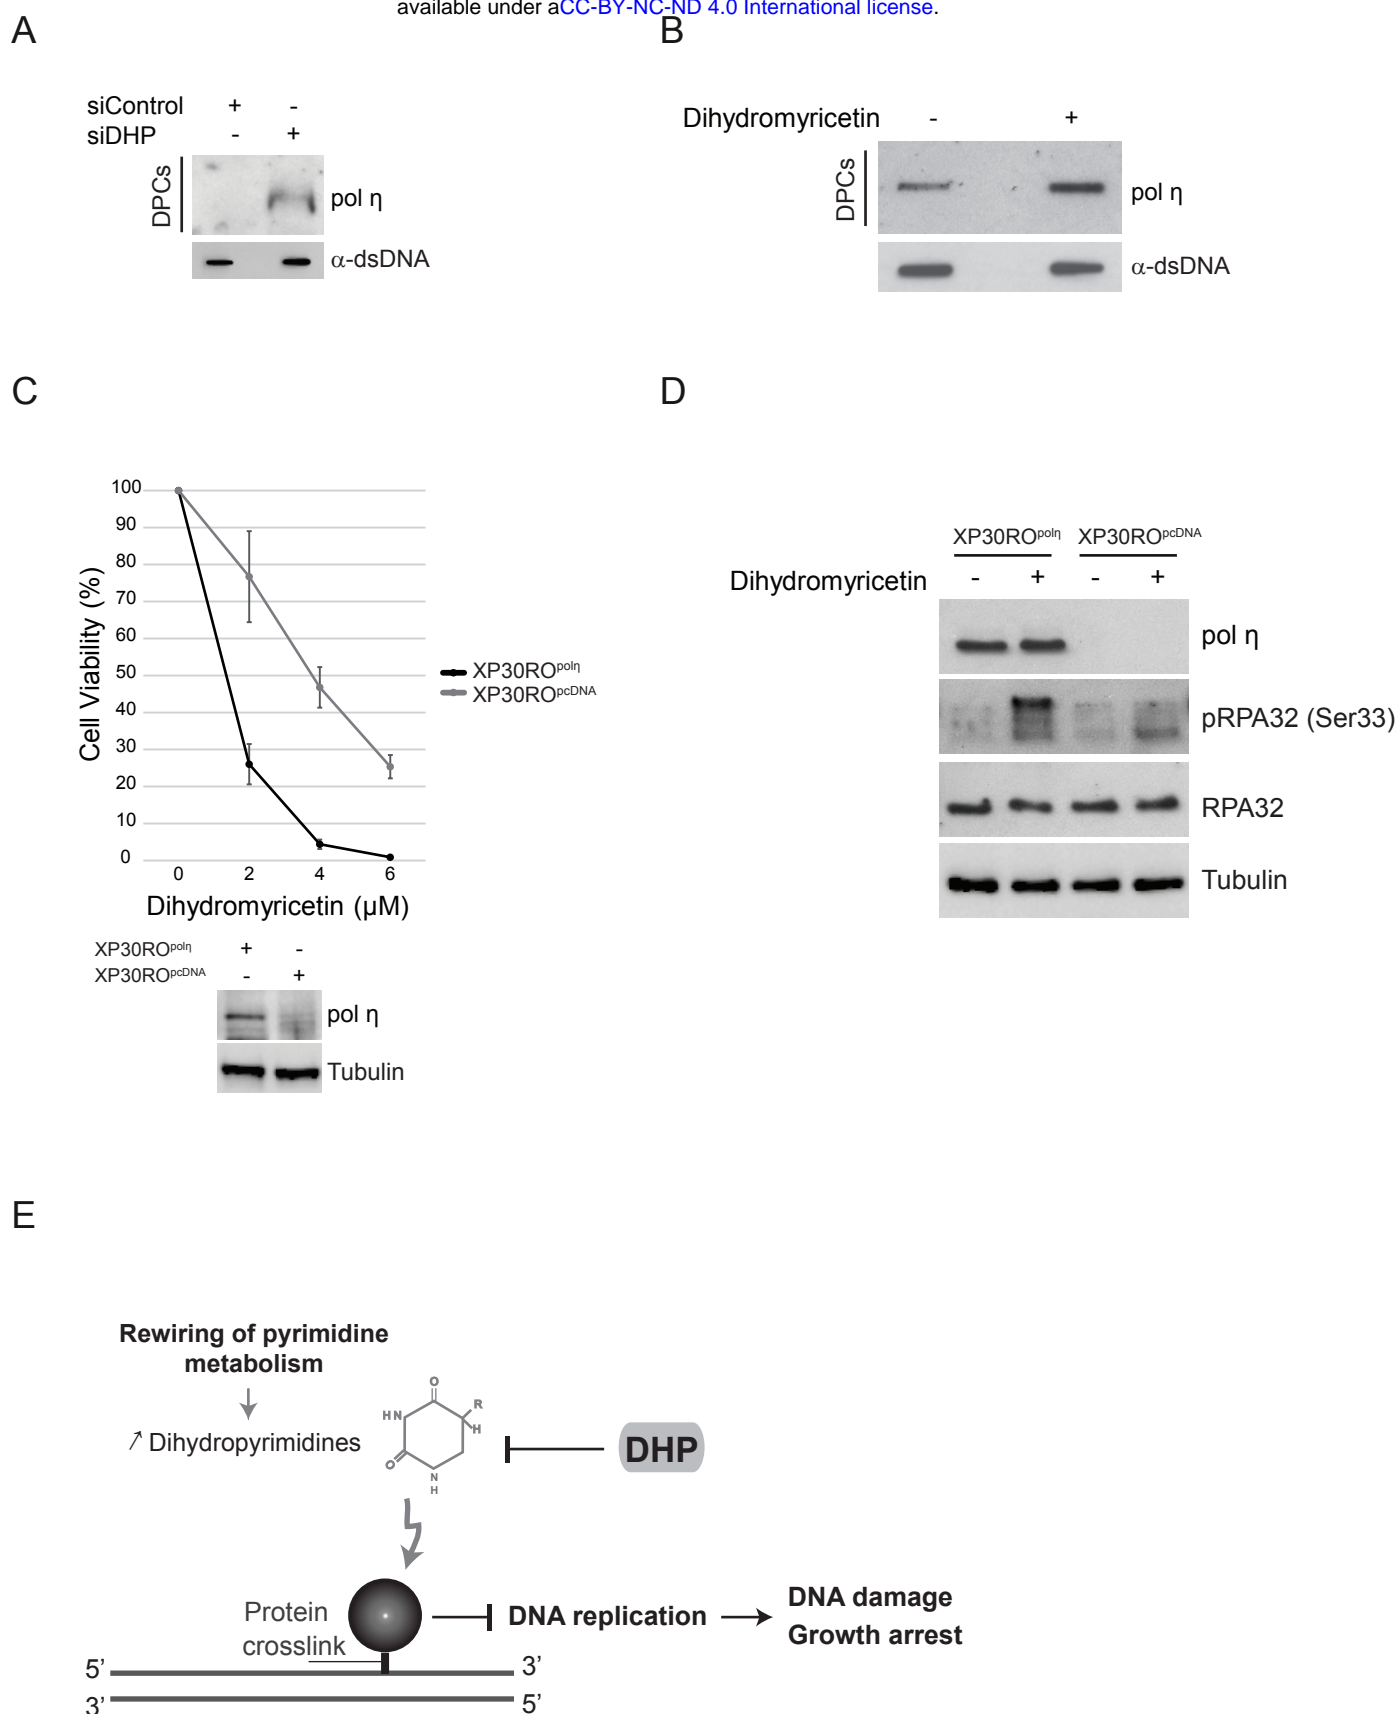 available under aCC-BY-NC-ND 4.0 International license.
A
siControl + -
siDHP - +
DPCs
pol η
α-dsDNA
B
Dihydromyricetin - +
DPCs
pol η
α-dsDNA
C
100
90
80
70
60
50
40
30
20
10
0
Cell Viability (%)
0 2 4 6
Dihydromyricetin (µM)
XP30ROpolη
XP30ROpcDNA
XP30ROpolη + -
XP30ROpcDNA - +
pol η
Tubulin
D
XP30ROpolη XP30ROpcDNA
Dihydromyricetin - + - +
pol η
pRPA32 (Ser33)
RPA32
Tubulin
E
Rewiring of pyrimidine
metabolism
Dihydropyrimidines
O
R
HN
H
O
N
H
DHP
Protein
crosslink
DNA replication
DNA damage
Growth arrest
5’ 3’
3’ 5’